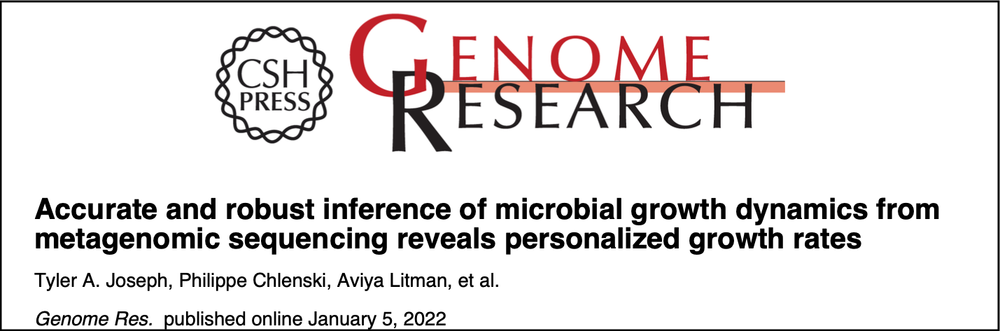 CSH
PRESS
GENOME
RESEARCH
Accurate and robust inference of microbial growth dynamics from
metagenomic sequencing reveals personalized growth rates
Tyler A. Joseph, Philippe Chlenski, Aviya Litman, et al.
Genome Res. published online January 5, 2022